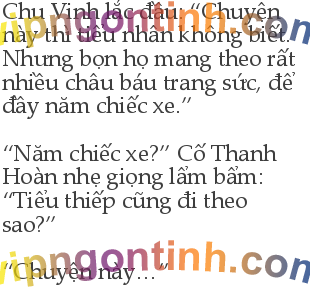 Chu Vinh lắc đầu: “Chuyện
này thì tiểu nhân không biết.
Nhưng bọn họ mang theo rất
nhiều châu báu trang sức, để
đầy năm chiếc xe.”

“Năm chiếc xe?” Cố Thanh
Hoàn nhẹ giọng lẩm bẩm:
“Tiểu thiếp cũng đi theo
sao?”

“Chuyện này…”
vipngontinh.com
vipngontinh.com